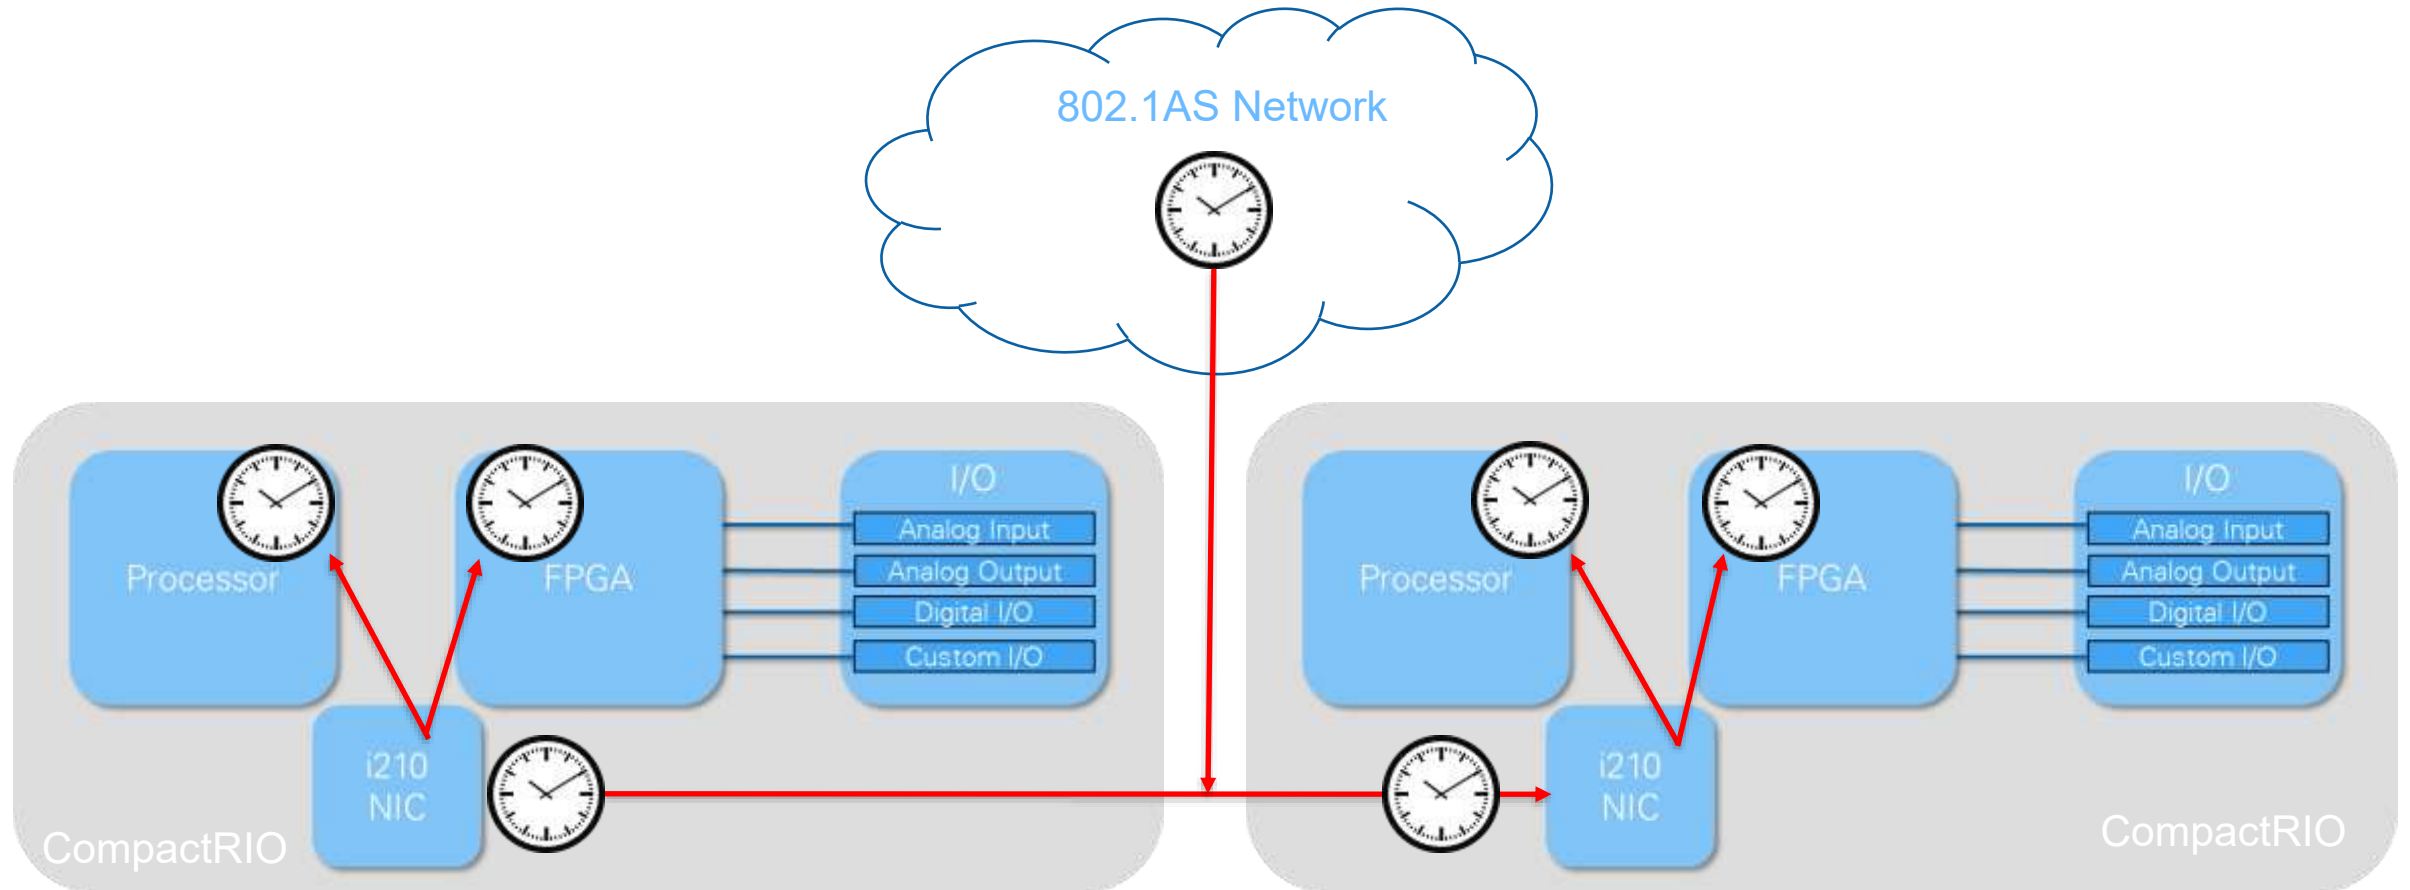 802.1AS Network
Processor
FPGA
I/O
Analog Input
Analog Output
Digital I/O
Custom I/O
i210
NIC
CompactRIO
Processor
FPGA
I/O
Analog Input
Analog Output
Digital I/O
Custom I/O
i210
NIC
CompactRIO